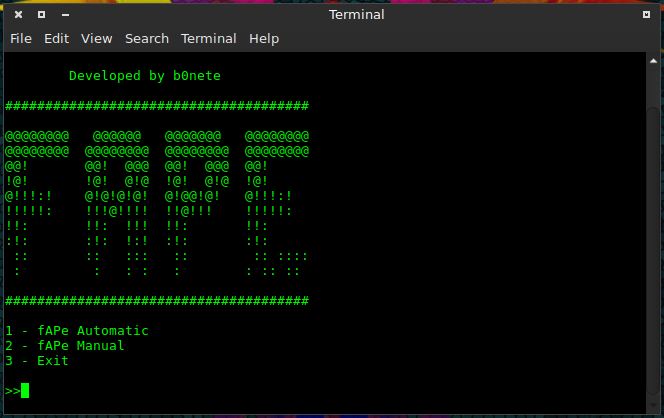 Terminal
File Edit View Search Terminal Help
Developed by b0nete
######################################
@@@@@@@@   @@@@@@   @@@@@@@   @@@@@@@@
@@@@@@@@  @@@@@@@@  @@@@@@@@  @@@@@@@@
@@!       @@!  @@@  @@!  @@@  @@!
!@!       !@!  @!@  !@!  @!@  !@!
@!!!:!    @!@!@!@!  @!@@!@!   @!!!:!
!!!!!:    !!!@!!!!  !!@!!!    !!!!!:
!!:       !!:  !!!  !!:       !!:
:!:       :!:  !:!  :!:       :!:
 ::       ::   :::   ::        :: ::::
 :         :   : :   :        : :: ::
######################################
1 - fAPe Automatic
2 - fAPe Manual
3 - Exit
>>